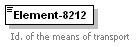 Element-8212
Id. of the means of transport